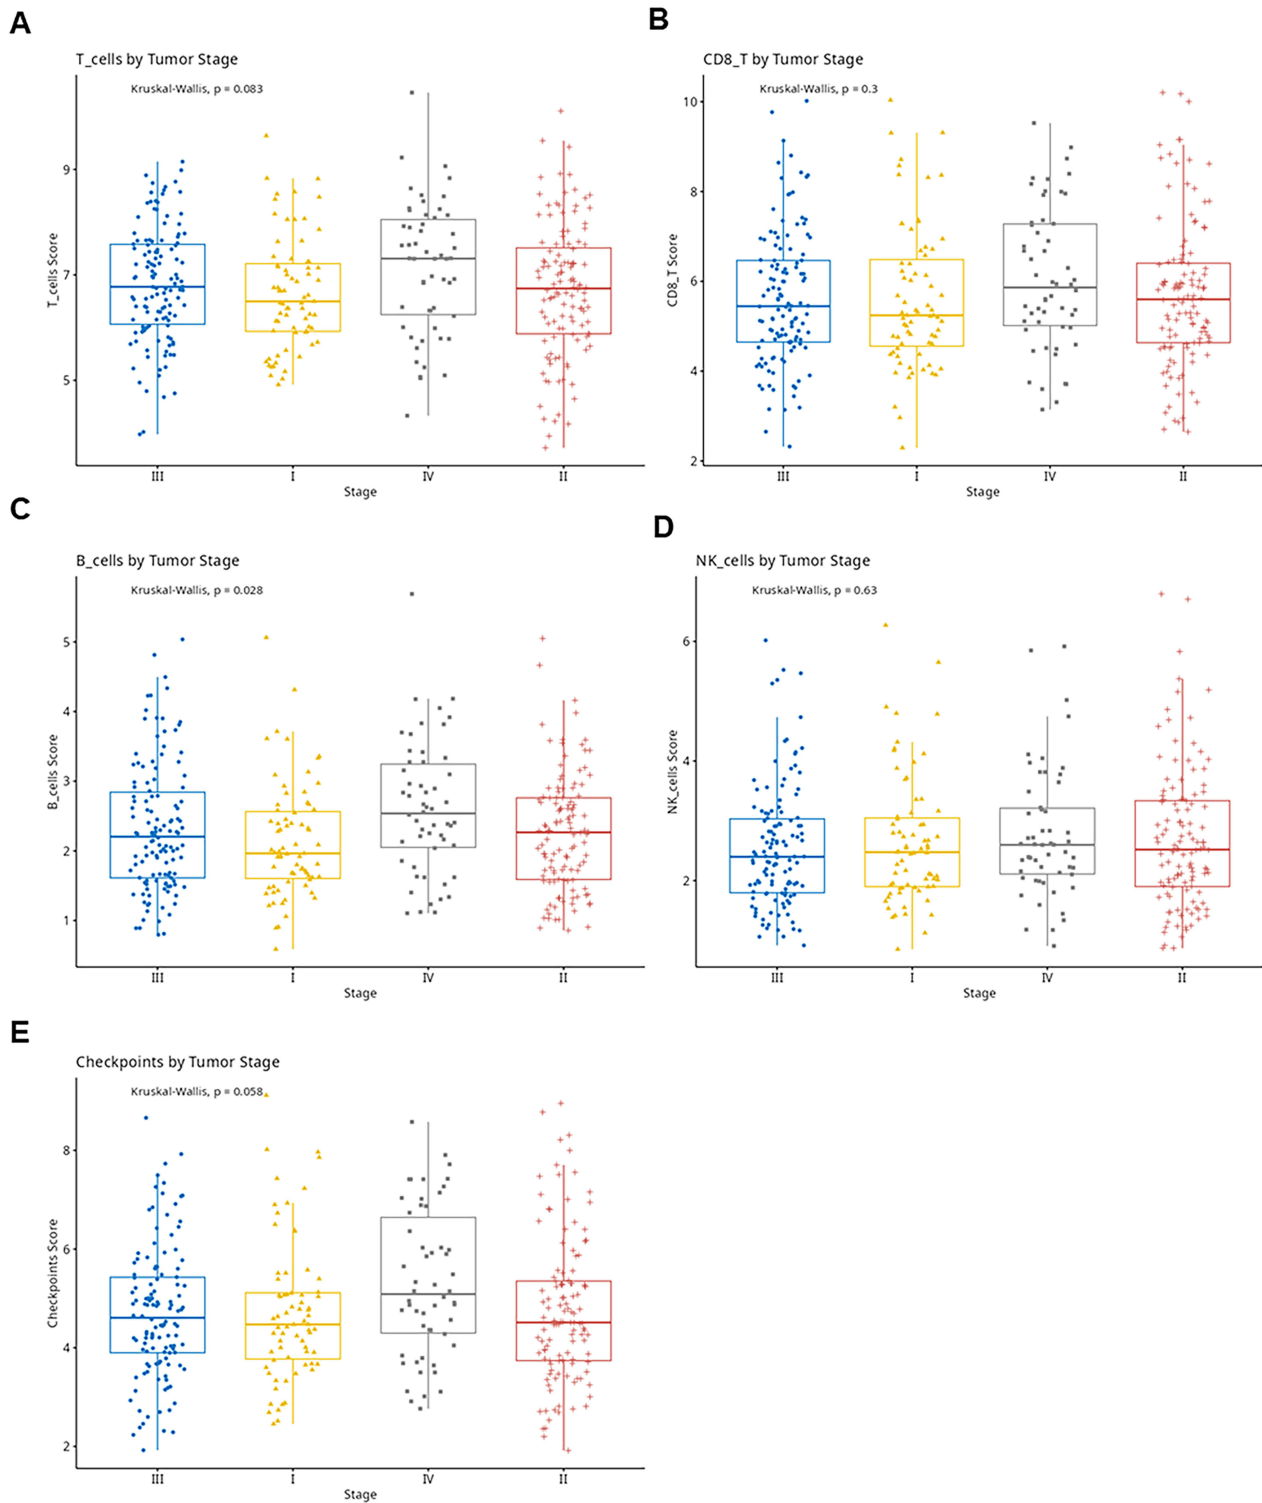 A
T_cells by Tumor Stage
Kruskal-Wallis, p = 0.083
T_cells Score
9
7
5
III I IV II
Stage
B
CD8_T by Tumor Stage
Kruskal-Wallis, p = 0.3
CD8_T Score
10
8
6
4
2
III I IV II
Stage
C
B_cells by Tumor Stage
Kruskal-Wallis, p = 0.028
B_cells Score
5
4
3
2
1
III I IV II
Stage
D
NK_cells by Tumor Stage
Kruskal-Wallis, p = 0.63
NK_cells Score
6
4
2
III I IV II
Stage
E
Checkpoints by Tumor Stage
Kruskal-Wallis, p = 0.058
Checkpoints Score
8
6
4
2
III I IV II
Stage